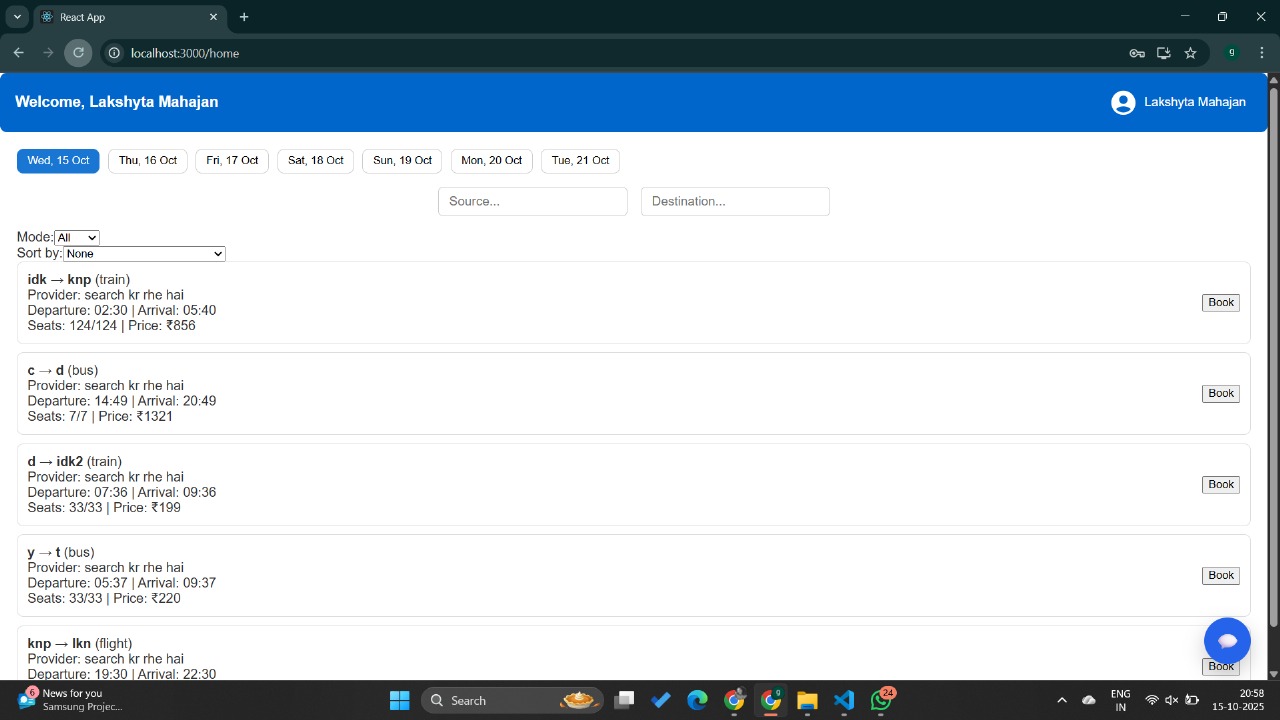 React App
localhost:3000/home
g
Welcome, Lakshyta Mahajan
Lakshyta Mahajan
Wed, 15 Oct
Thu, 16 Oct
Fri, 17 Oct
Sat, 18 Oct
Sun, 19 Oct
Mon, 20 Oct
Tue, 21 Oct
Source...
Destination...
Mode: All
Sort by: None
idk → knp (train)
Provider: search kr rhe hai
Departure: 02:30 | Arrival: 05:40
Seats: 124/124 | Price: ₹856
Book
c → d (bus)
Provider: search kr rhe hai
Departure: 14:49 | Arrival: 20:49
Seats: 7/7 | Price: ₹1321
Book
d → idk2 (train)
Provider: search kr rhe hai
Departure: 07:36 | Arrival: 09:36
Seats: 33/33 | Price: ₹199
Book
y → t (bus)
Provider: search kr rhe hai
Departure: 05:37 | Arrival: 09:37
Seats: 33/33 | Price: ₹220
Book
knp → lkn (flight)
Provider: search kr rhe hai
Departure: 19:30 | Arrival: 22:30
Book
6
News for you
Samsung Projec...
Search
9
24
ENG
IN
20:58
15-10-2025